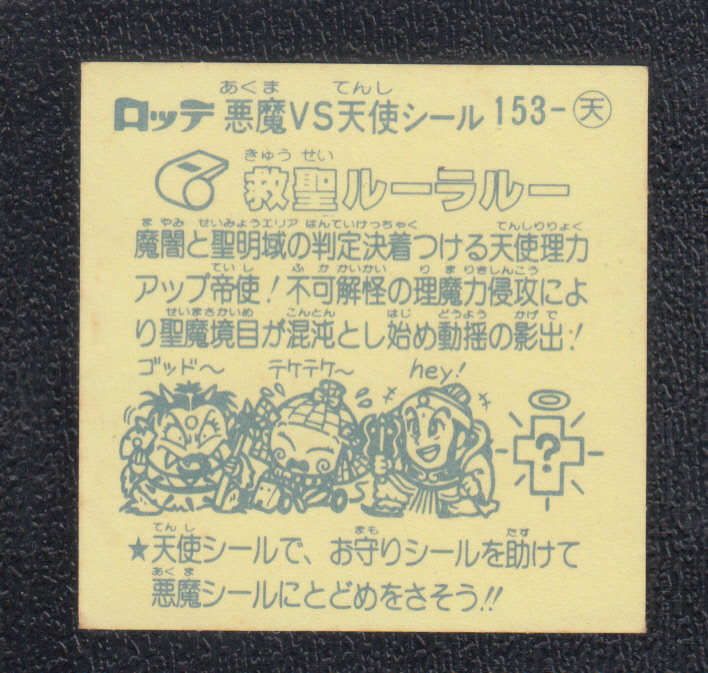 あくま てんし
ロッテ 悪魔VS天使シール 153-天
きゅう せい
救聖ルーラルー
ま やみ せいみょうエリア はんていけっちゃく てんしりりょく
魔闇と聖明域の判定決着つける天使理力
ていし ふ か かいかい り まりきしんこう
アップ帝使!不可解怪の理魔力侵攻によ
せいまさかいめ こんとん はじ どうよう かげ で
り聖魔境目が混沌とし始め動揺の影出!
ゴッド〜 テケテケ〜 hey!
?
てん し まも たす
★天使シールで、お守りシールを助けて
あく ま
悪魔シールにとどめをさそう!!